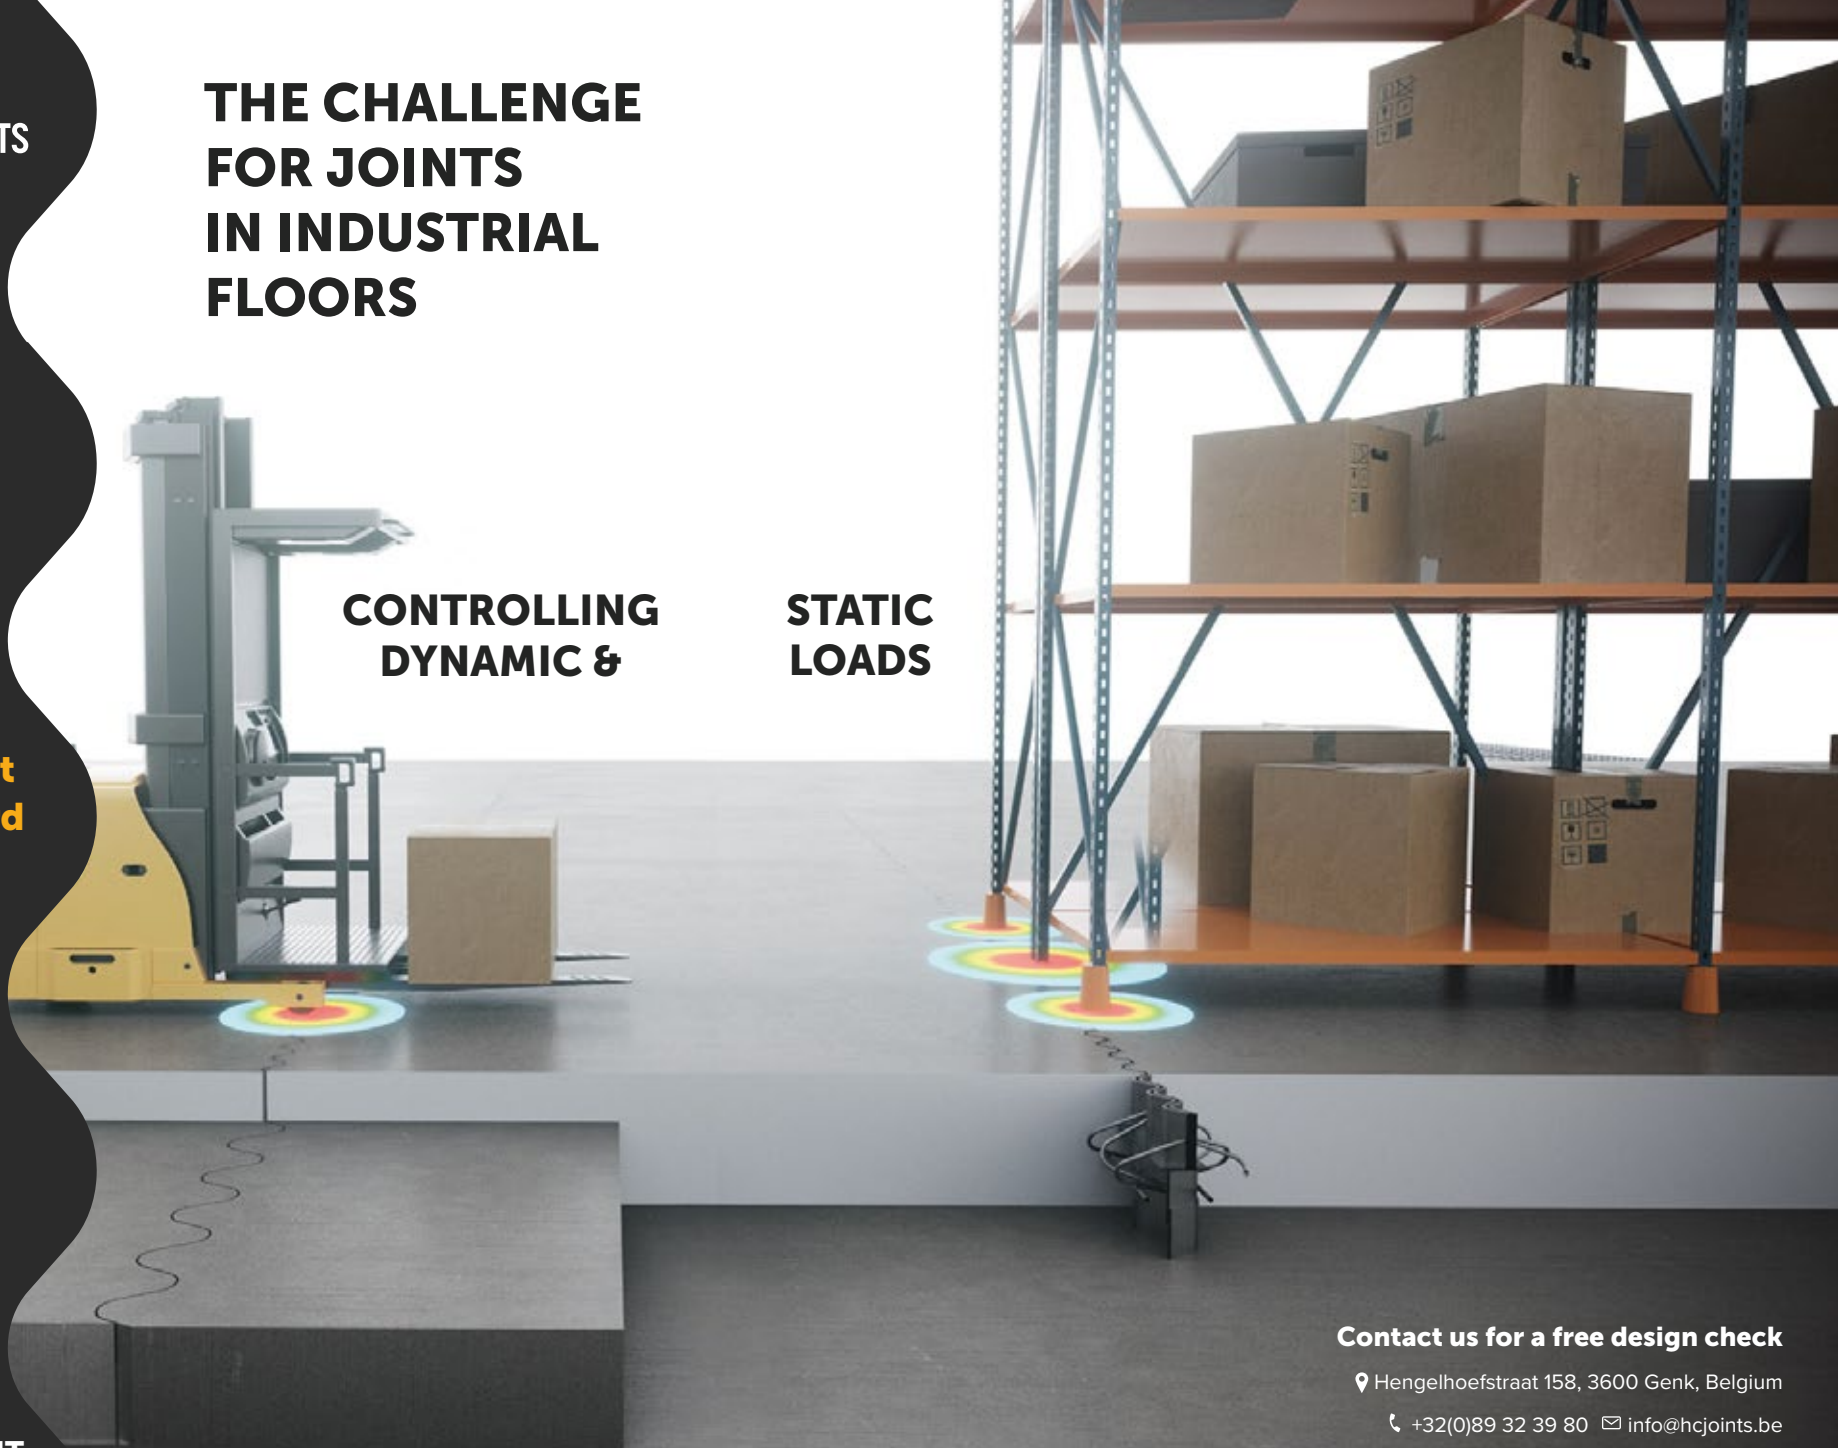 THE CHALLENGE
FOR JOINTS
IN INDUSTRIAL
FLOORS
CONTROLLING
DYNAMIC &
STATIC
LOADS
TS
t
d
Contact us for a free design check
Hengelhoefstraat 158, 3600 Genk, Belgium
+32(0)89 32 39 80 info@hcjoints.be